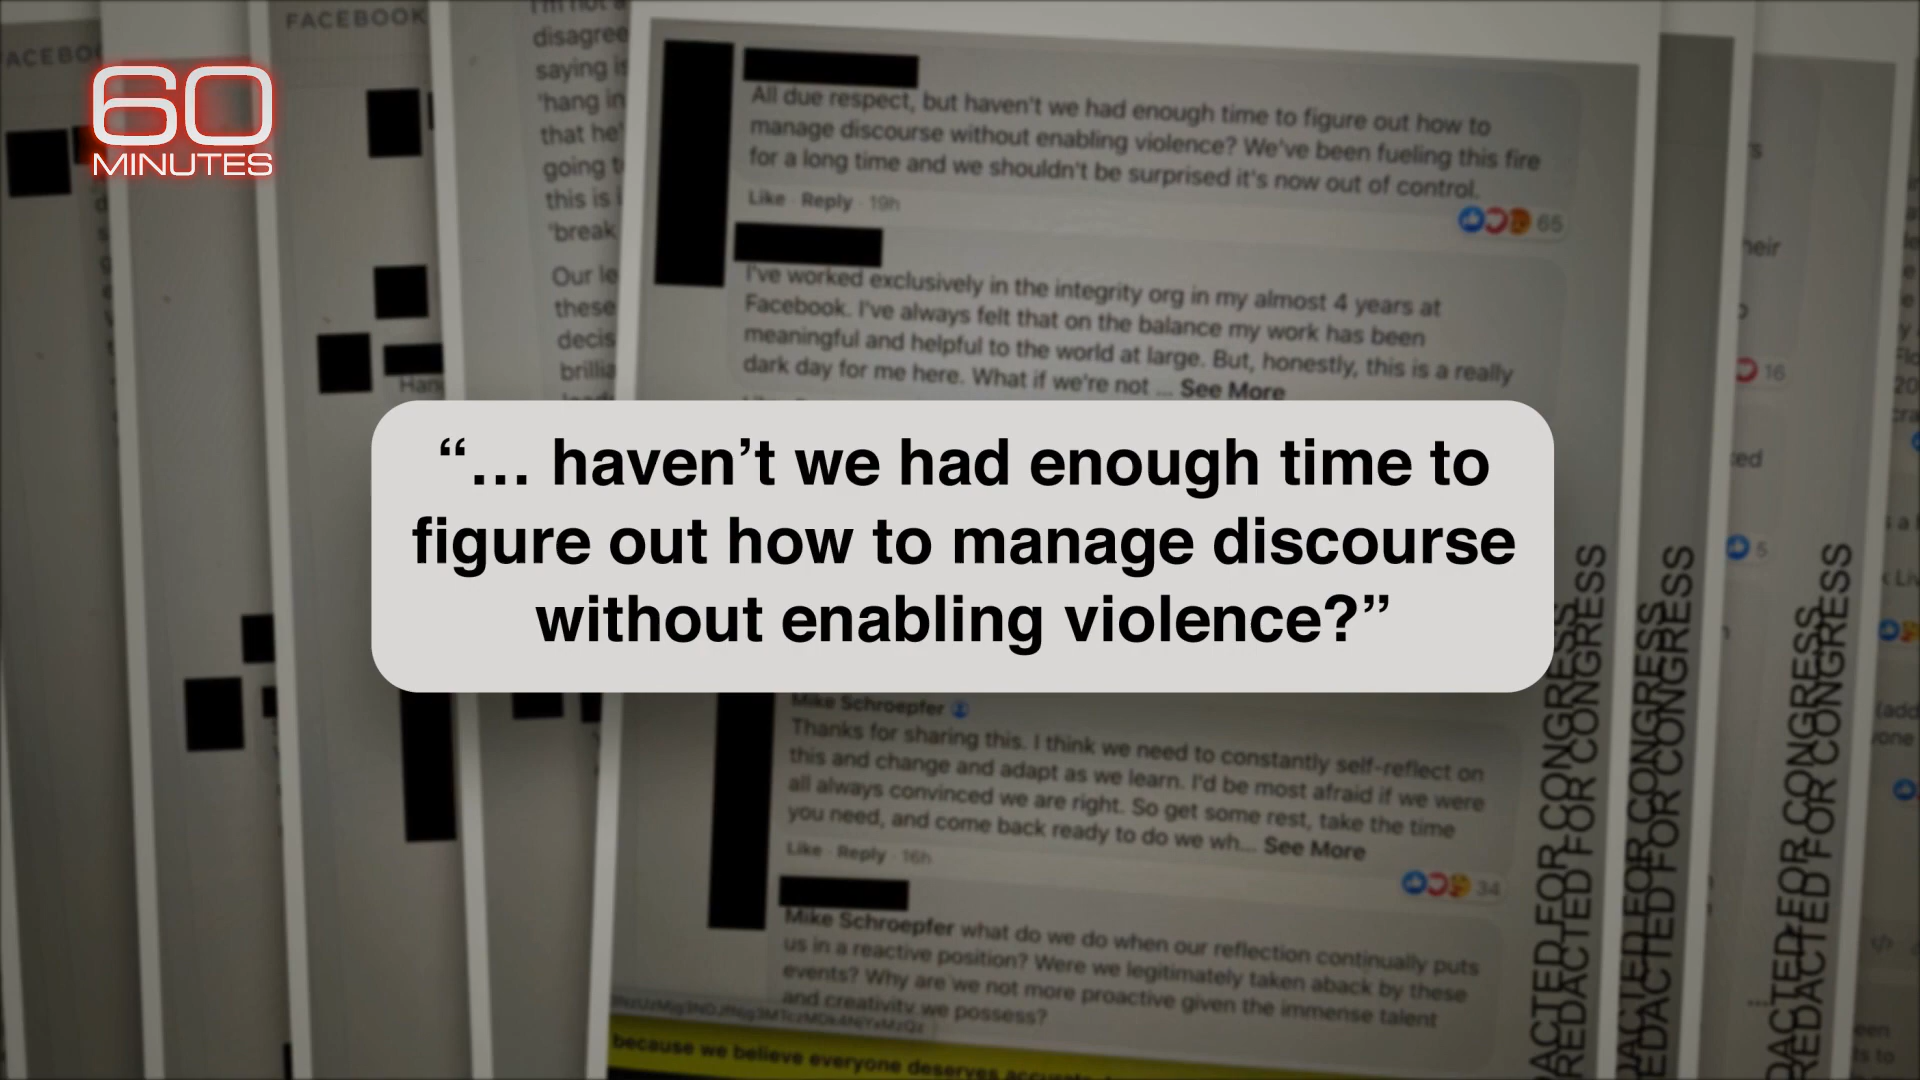 FACEBOOK
60
MINUTES
disagree
saying is
'hang in
that he'
going t
this is i
'break
Our le
these
decis
brillia
All due respect, but haven't we had enough time to figure out how to
manage discourse without enabling violence? We've been fueling this fire
for a long time and we shouldn't be surprised it's now out of control.
Like · Reply · 19h
65
I've worked exclusively in the integrity org in my almost 4 years at
Facebook. I've always felt that on the balance my work has been
meaningful and helpful to the world at large. But, honestly, this is a really
dark day for me here. What if we're not ... See More
“... haven’t we had enough time to
figure out how to manage discourse
without enabling violence?”
Mike Schroepfer
Thanks for sharing this. I think we need to constantly self-reflect on
this and change and adapt as we learn. I'd be most afraid if we were
all always convinced we are right. So get some rest, take the time
you need, and come back ready to do we wh... See More
Like · Reply · 16h
34
Mike Schroepfer what do we do when our reflection continually puts
us in a reactive position? Were we legitimately taken aback by these
events? Why are we not more proactive given the immense talent
and creativity we possess?
because we believe everyone deserves
16
5
REDACTED FOR CONGRESS
REDACTED FOR CONGRESS
REDACTED FOR CONGRESS